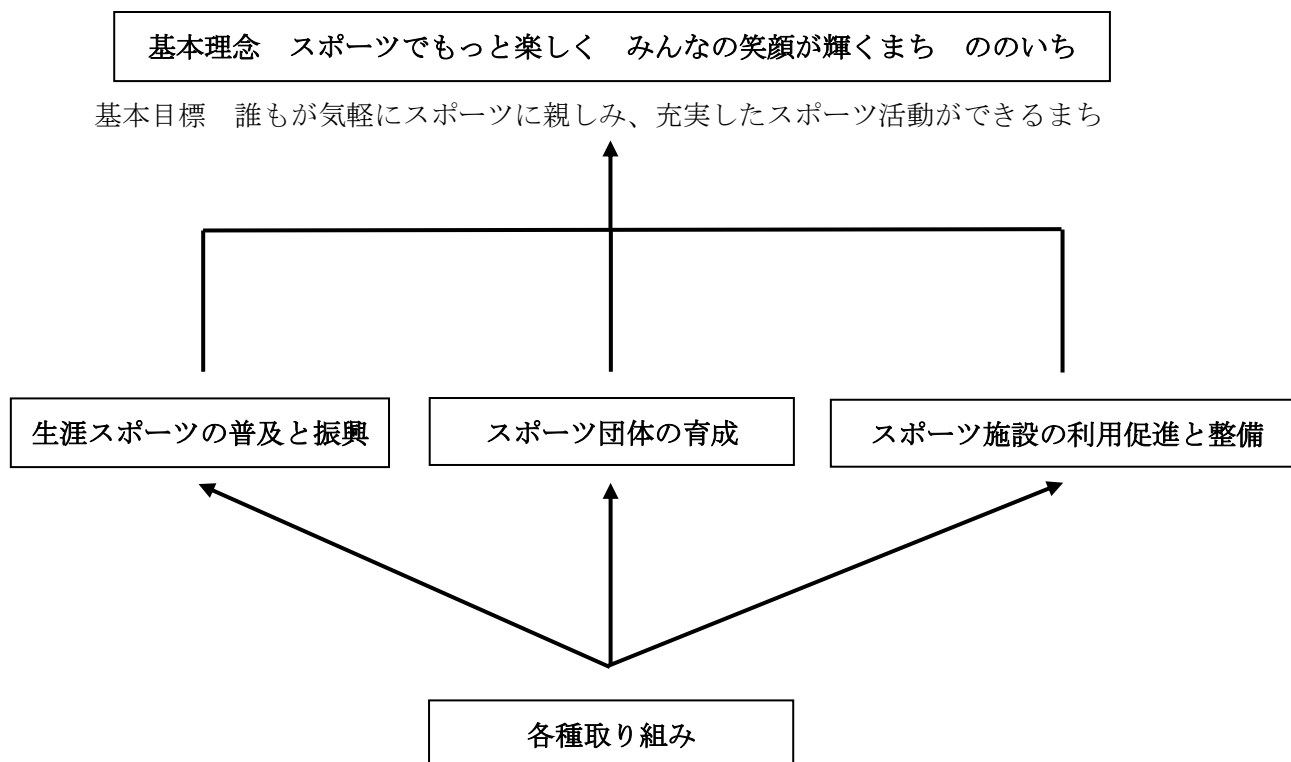 基本理念　スポーツでもっと楽しく　みんなの笑顔が輝くまち　ののいち
基本目標　誰もが気軽にスポーツに親しみ、充実したスポーツ活動ができるまち
生涯スポーツの普及と振興
スポーツ団体の育成
スポーツ施設の利用促進と整備
各種取り組み